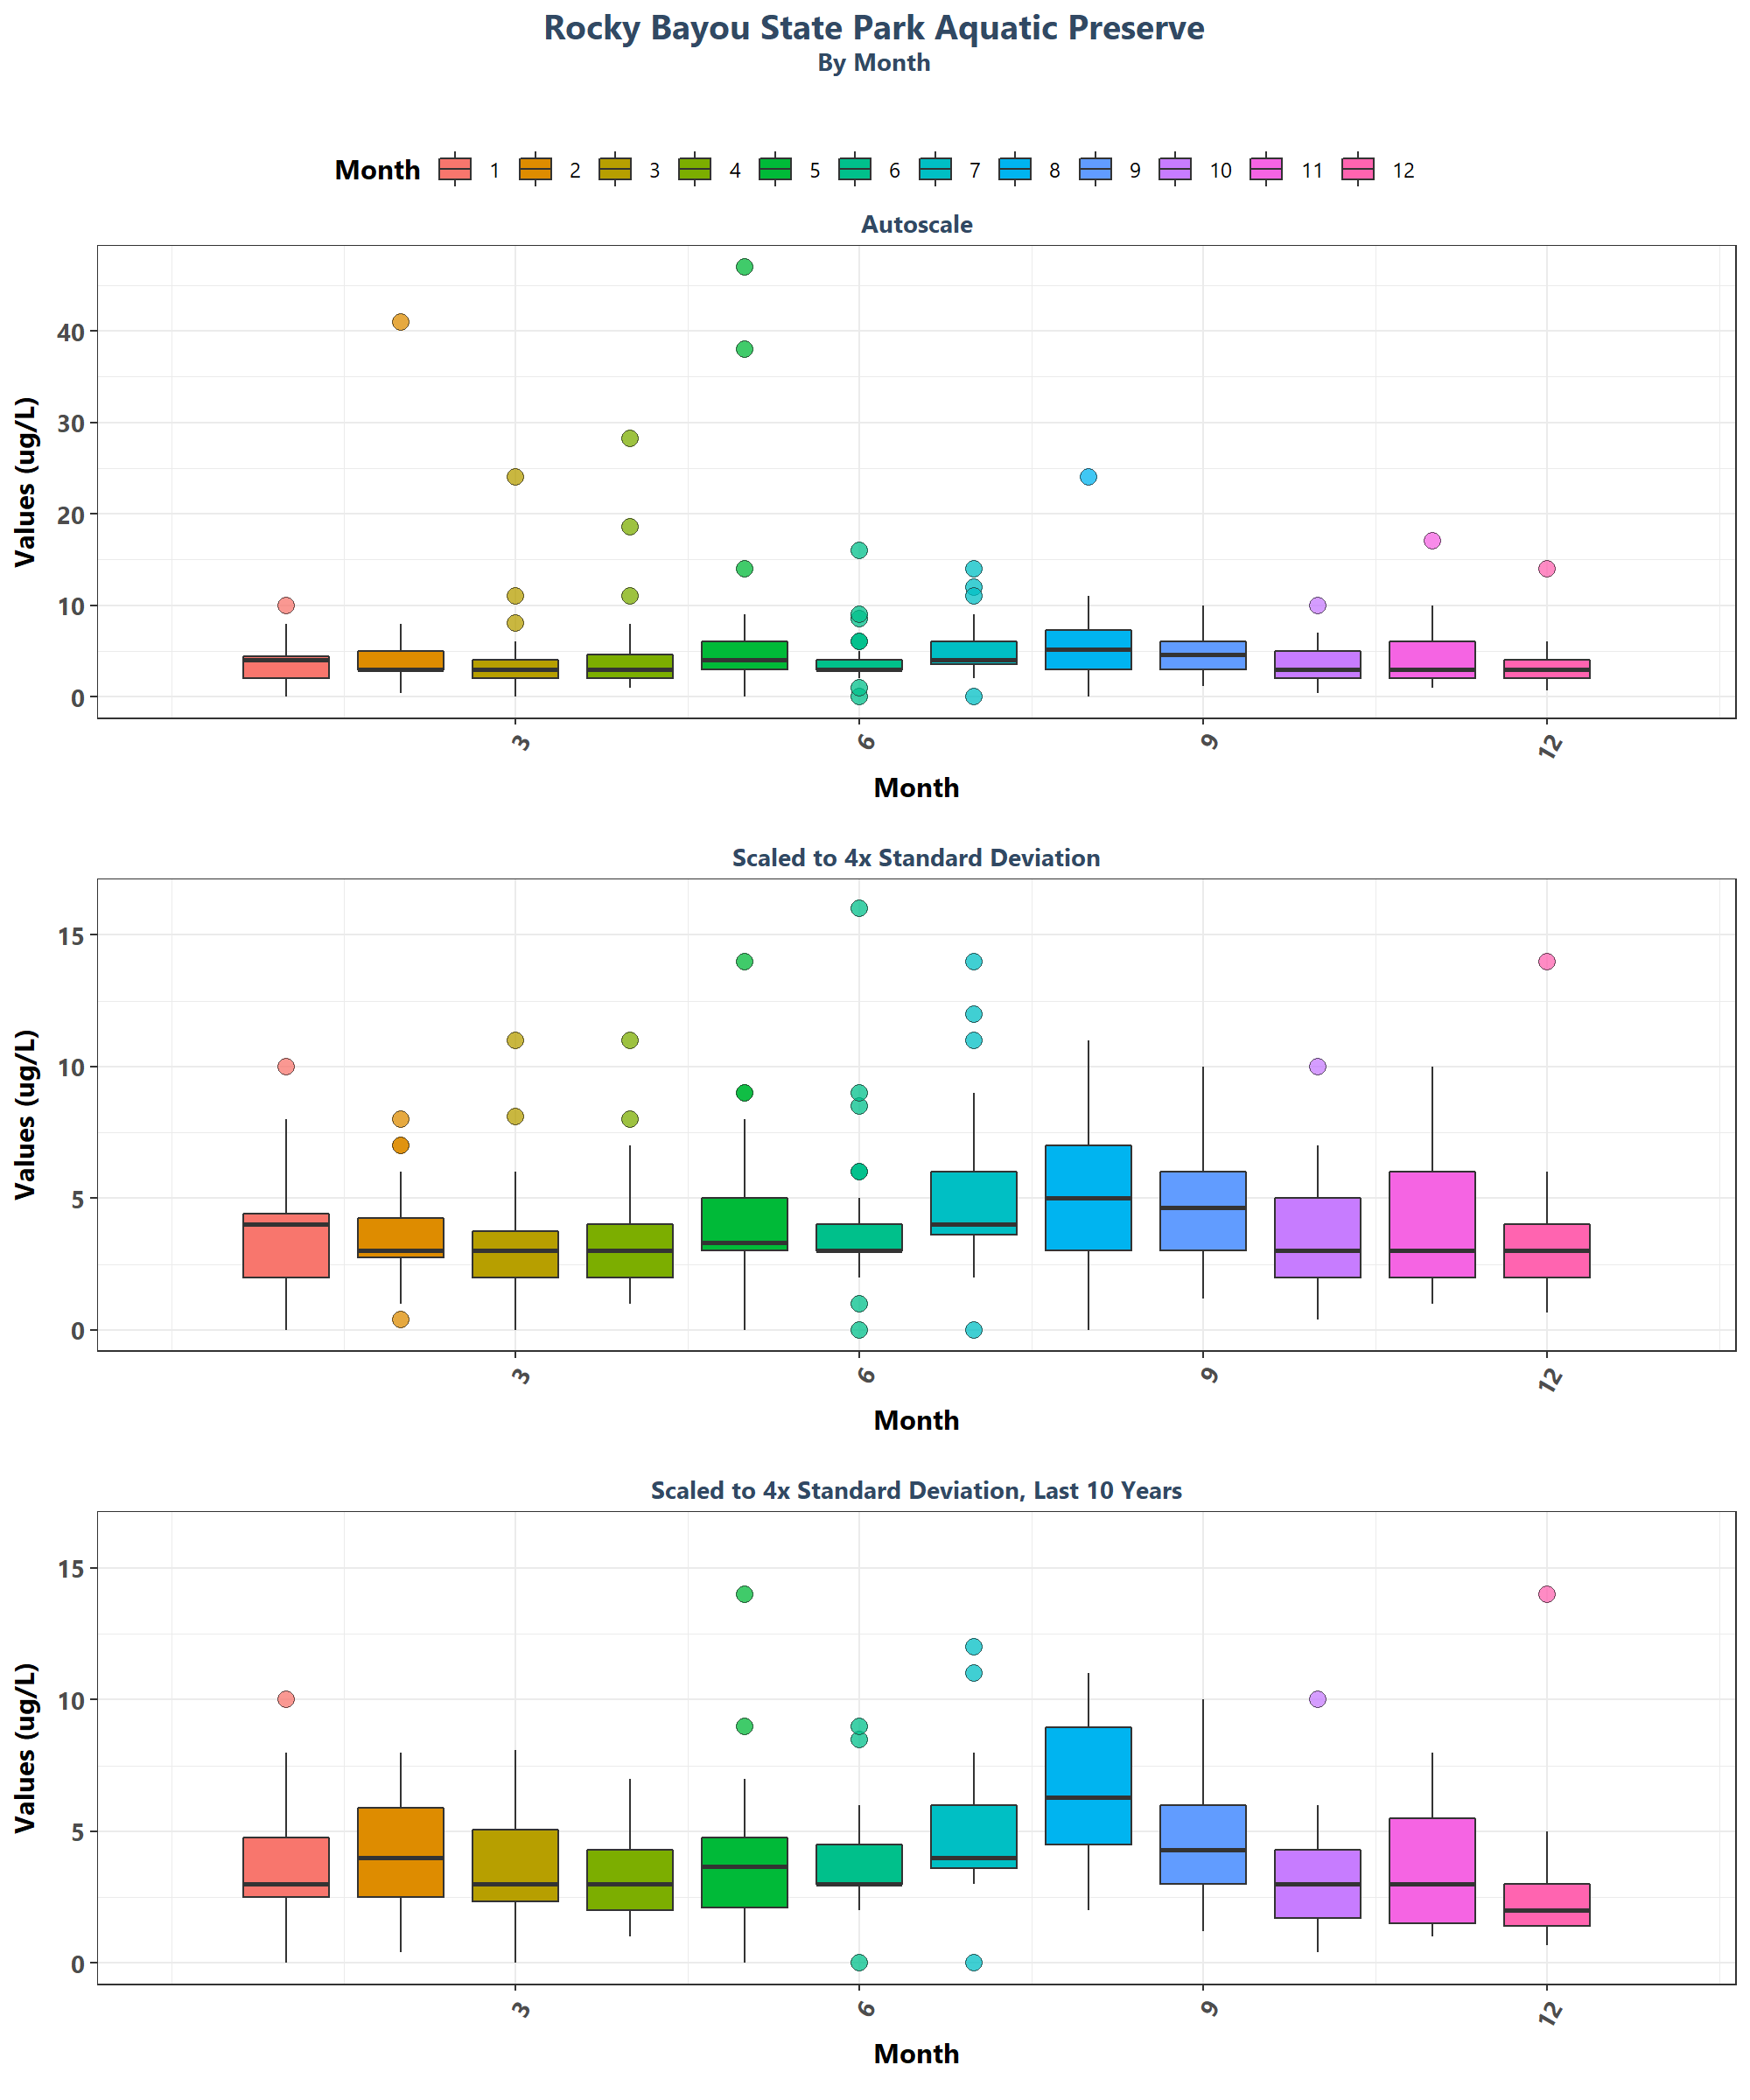 Rocky Bayou State Park Aquatic Preserve
By Month
Month 1 2 3 4 5 6 7 8 9 10 11 12
Autoscale
Values (ug/L)
40
30
20
10
0
3 6 9 12
Month
Scaled to 4x Standard Deviation
Values (ug/L)
15
10
5
0
3 6 9 12
Month
Scaled to 4x Standard Deviation, Last 10 Years
Values (ug/L)
15
10
5
0
3 6 9 12
Month